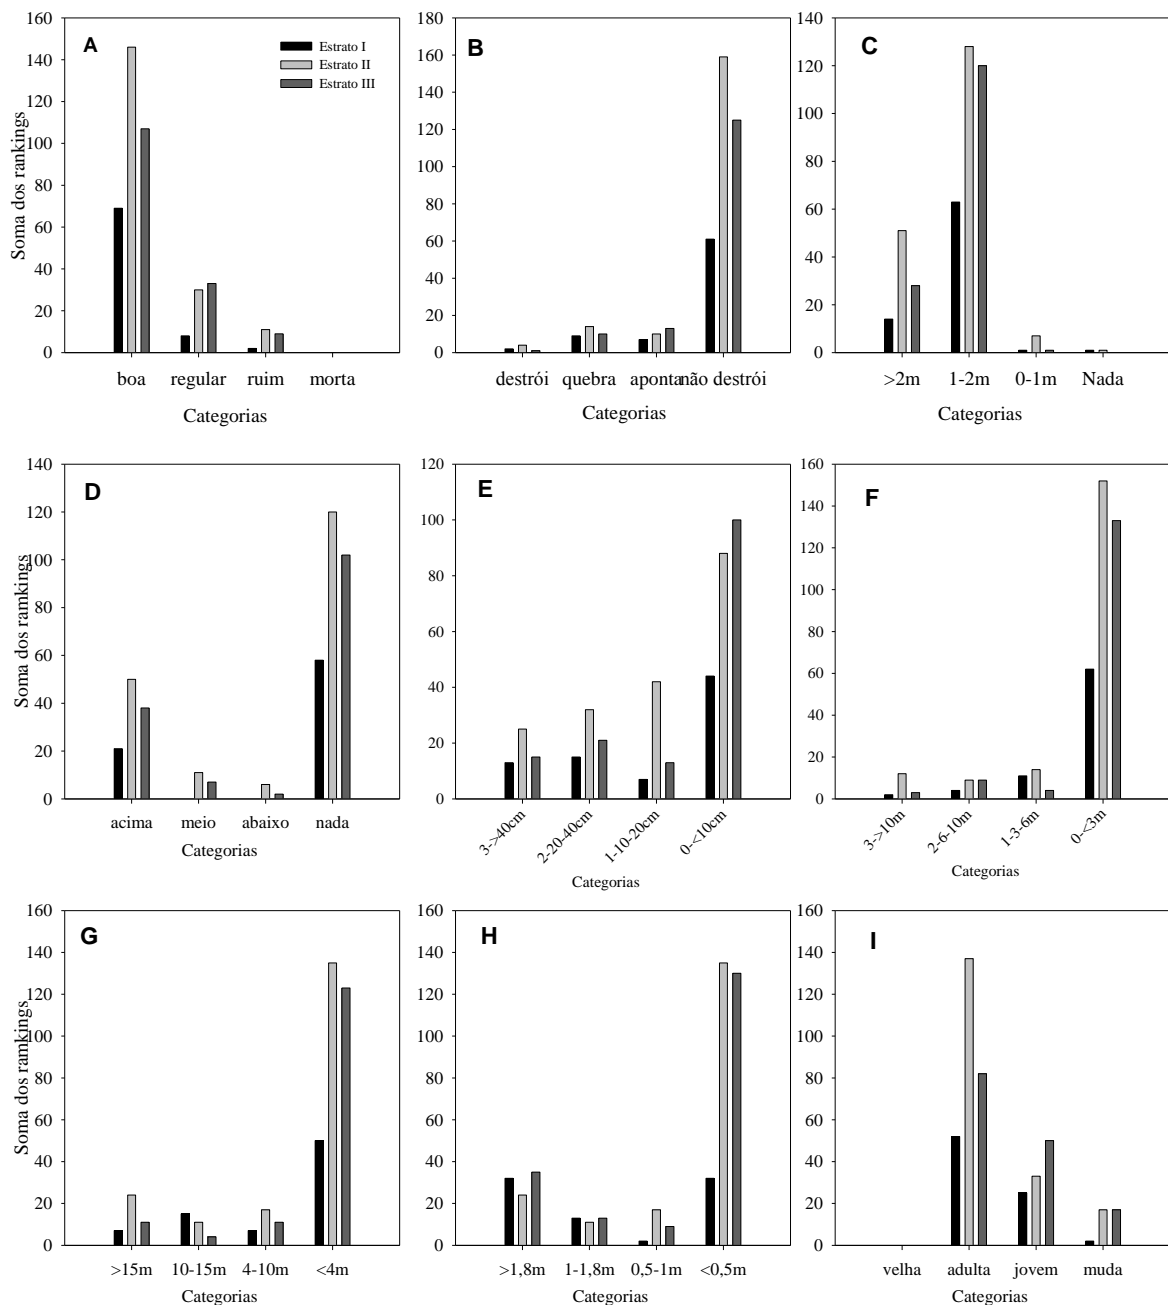 A
Estrato I
Estrato II
Estrato III
160
140
120
100
80
60
40
20
0
Soma dos rankings
boa regular ruim morta
Categorias
B
180
160
140
120
100
80
60
40
20
0
destrói quebra aponta não destrói
Categorias
C
140
120
100
80
60
40
20
0
>2m 1-2m 0-1m Nada
Categorias
D
140
120
100
80
60
40
20
0
Soma dos ramkings
acima meio abaixo nada
Categorias
E
120
100
80
60
40
20
0
3->40cm 2-20-40cm 1-10-20cm 0-<10cm
Categorias
F
160
140
120
100
80
60
40
20
0
3->10m 2-6-10m 1-3-6m 0-<3m
Categorias
G
160
140
120
100
80
60
40
20
0
Soma dos ramkings
>15m 10-15m 4-10m <4m
Categorias
H
160
140
120
100
80
60
40
20
0
>1,8m 1-1,8m 0,5-1m <0,5m
Categorias
I
160
140
120
100
80
60
40
20
0
velha adulta jovem muda
Categorias